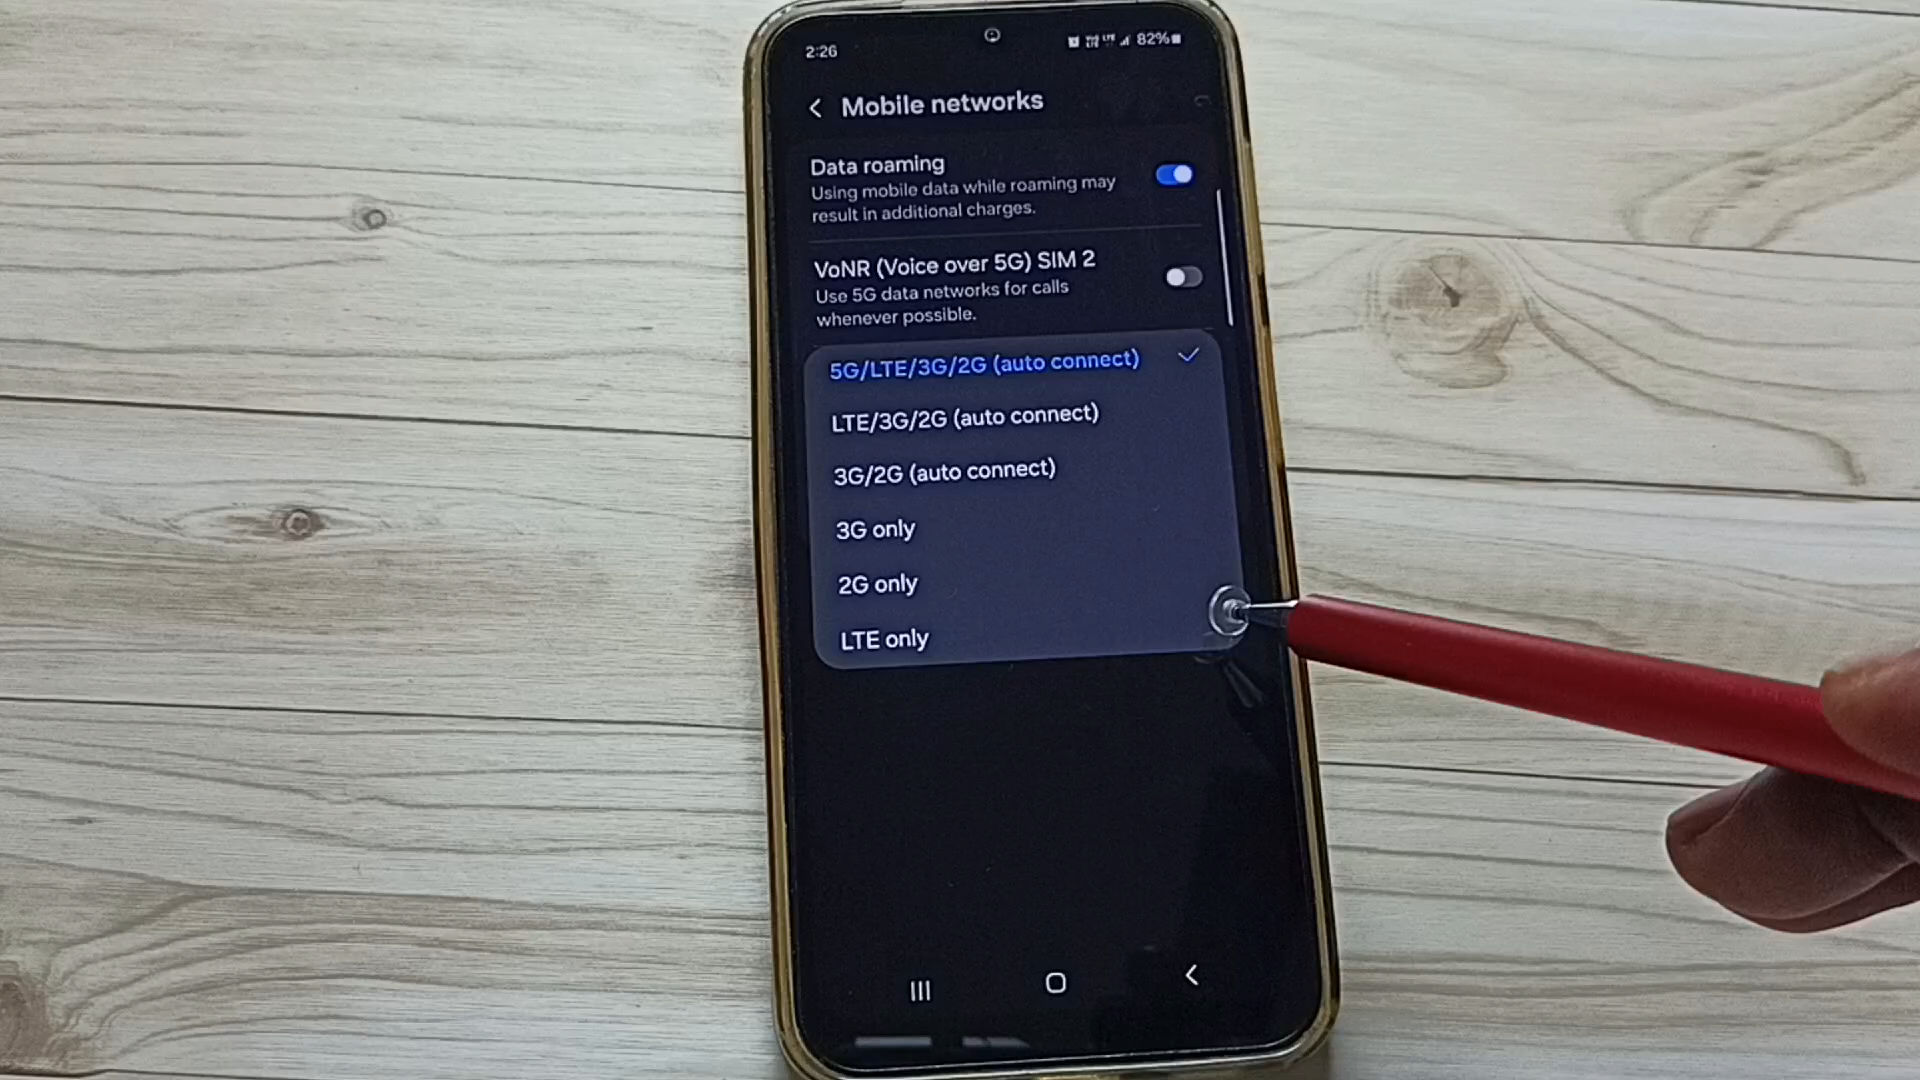 2:26
82%
Mobile networks
Data roaming
Using mobile data while roaming may
result in additional charges.
VoNR (Voice over 5G) SIM 2
Use 5G data networks for calls
whenever possible.
5G/LTE/3G/2G (auto connect)
LTE/3G/2G (auto connect)
3G/2G (auto connect)
3G only
2G only
LTE only